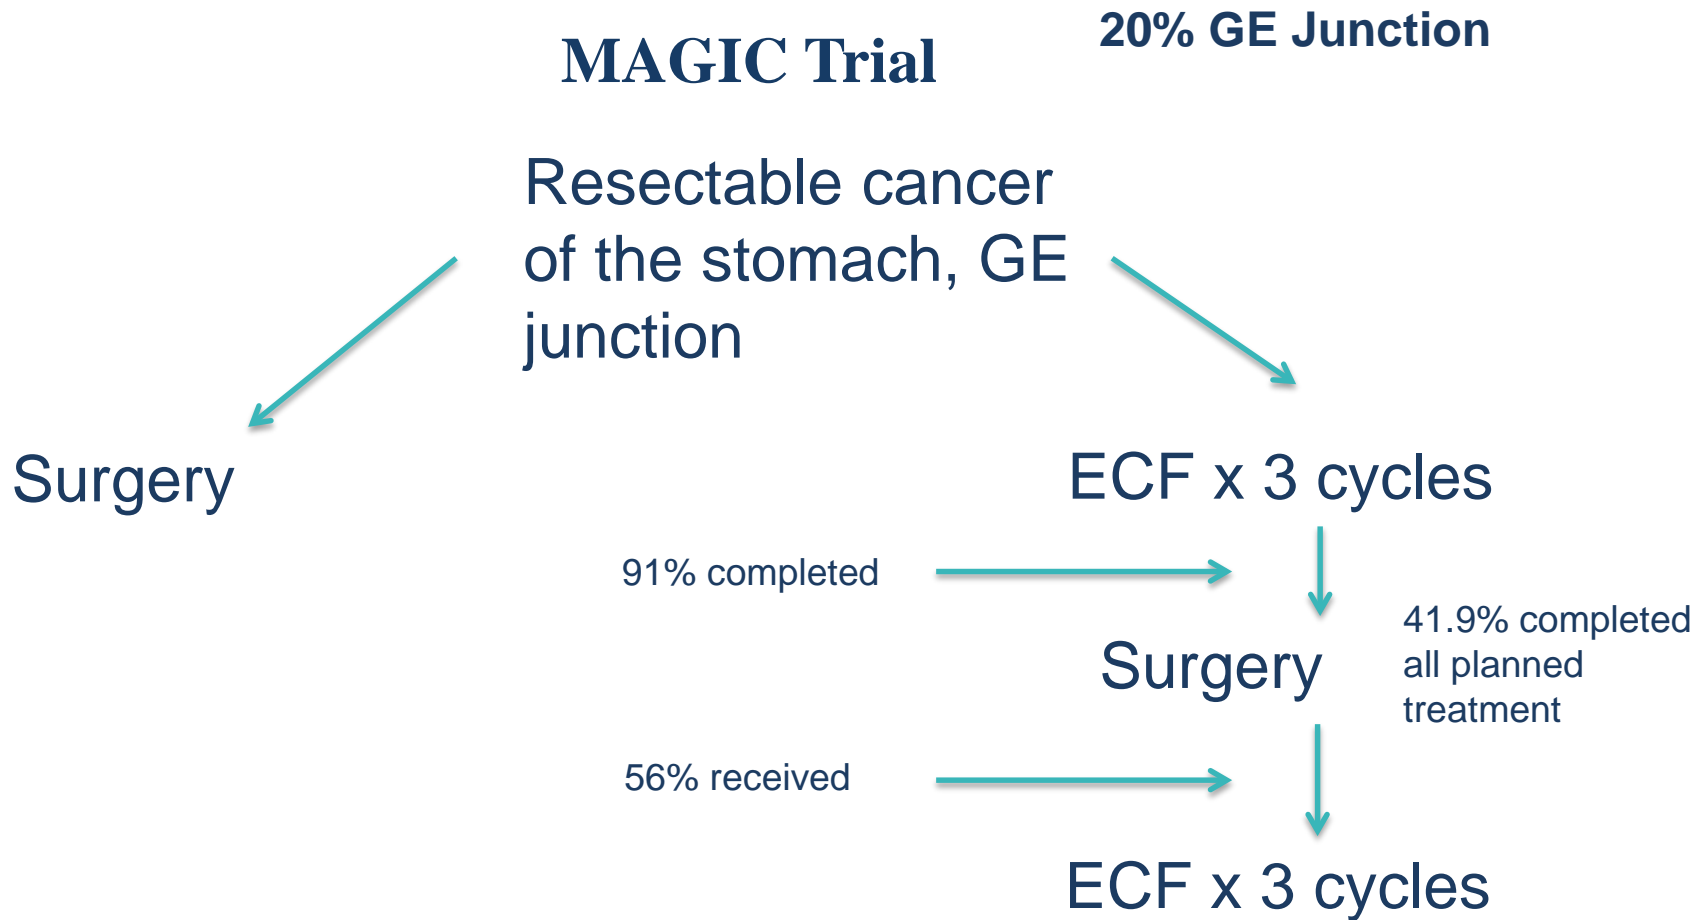 20% GE Junction
MAGIC Trial
Resectable cancer
of the stomach, GE
junction
Surgery
ECF x 3 cycles
91% completed
41.9% completed
all planned
treatment
Surgery
56% received
ECF x 3 cycles